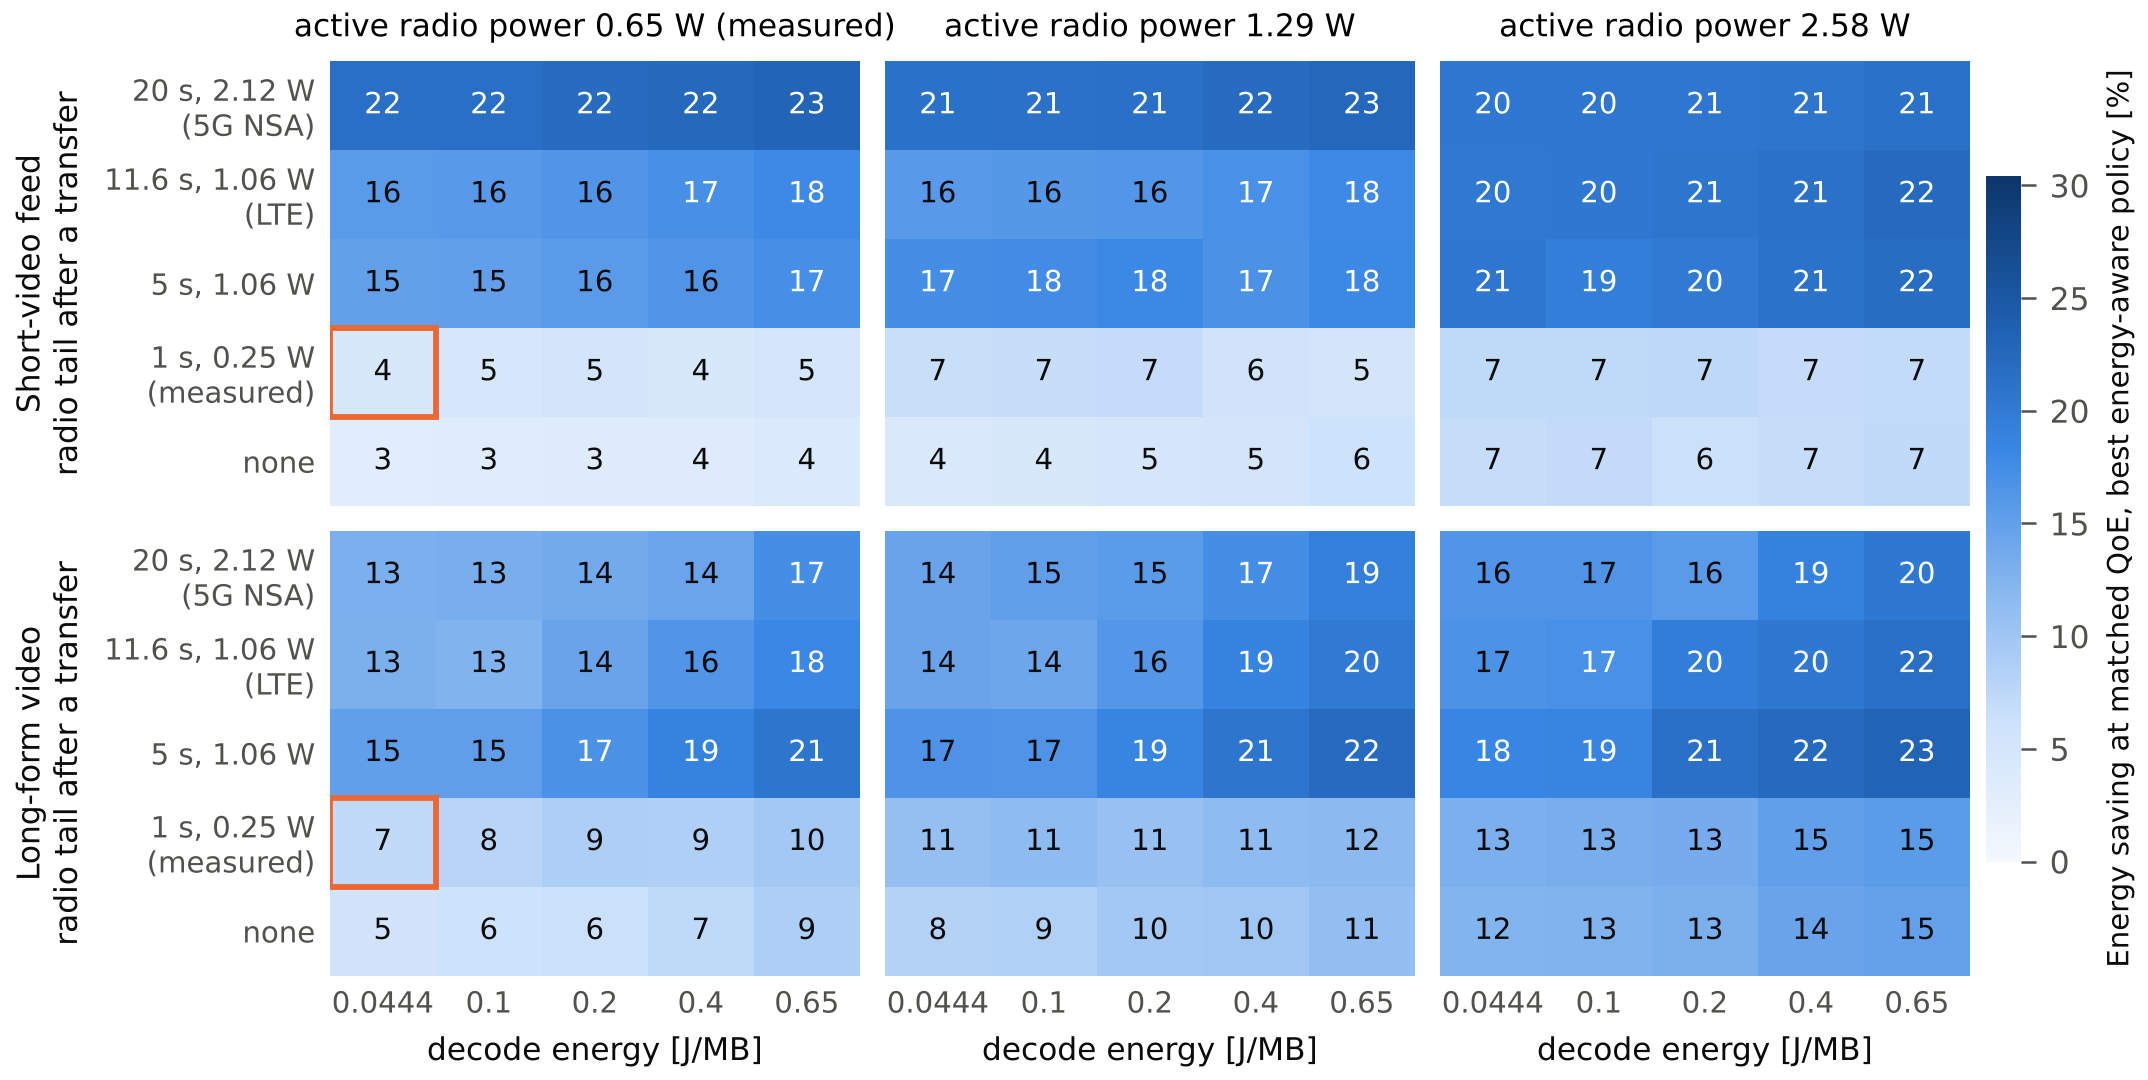 active radio power 0.65 W (measured) active radio power 1.29 W active radio power 2.58 W
Short-video feed
radio tail after a transfer
20 s, 2.12 W
(5G NSA)
22 22 22 22 23 21 21 21 22 23 20 20 21 21 21
11.6 s, 1.06 W
(LTE)
16 16 16 17 18 16 16 16 17 18 20 20 21 21 22
5 s, 1.06 W 15 15 16 16 17 17 18 18 17 18 21 19 20 21 22
1 s, 0.25 W
(measured)
4 5 5 4 5 7 7 7 6 5 7 7 7 7 7
none 3 3 3 4 4 4 4 5 5 6 7 7 6 7 7
Long-form video
radio tail after a transfer
20 s, 2.12 W
(5G NSA)
13 13 14 14 17 14 15 15 17 19 16 17 16 19 20
11.6 s, 1.06 W
(LTE)
13 13 14 16 18 14 14 16 19 20 17 17 20 20 22
5 s, 1.06 W 15 15 17 19 21 17 17 19 21 22 18 19 21 22 23
1 s, 0.25 W
(measured)
7 8 9 9 10 11 11 11 11 12 13 13 13 15 15
none 5 6 6 7 9 8 9 10 10 11 12 13 13 14 15
0.0444 0.1 0.2 0.4 0.65 0.0444 0.1 0.2 0.4 0.65 0.0444 0.1 0.2 0.4 0.65
decode energy [J/MB] decode energy [J/MB] decode energy [J/MB]
30
25
20
15
10
5
0
Energy saving at matched QoE, best energy-aware policy [%]